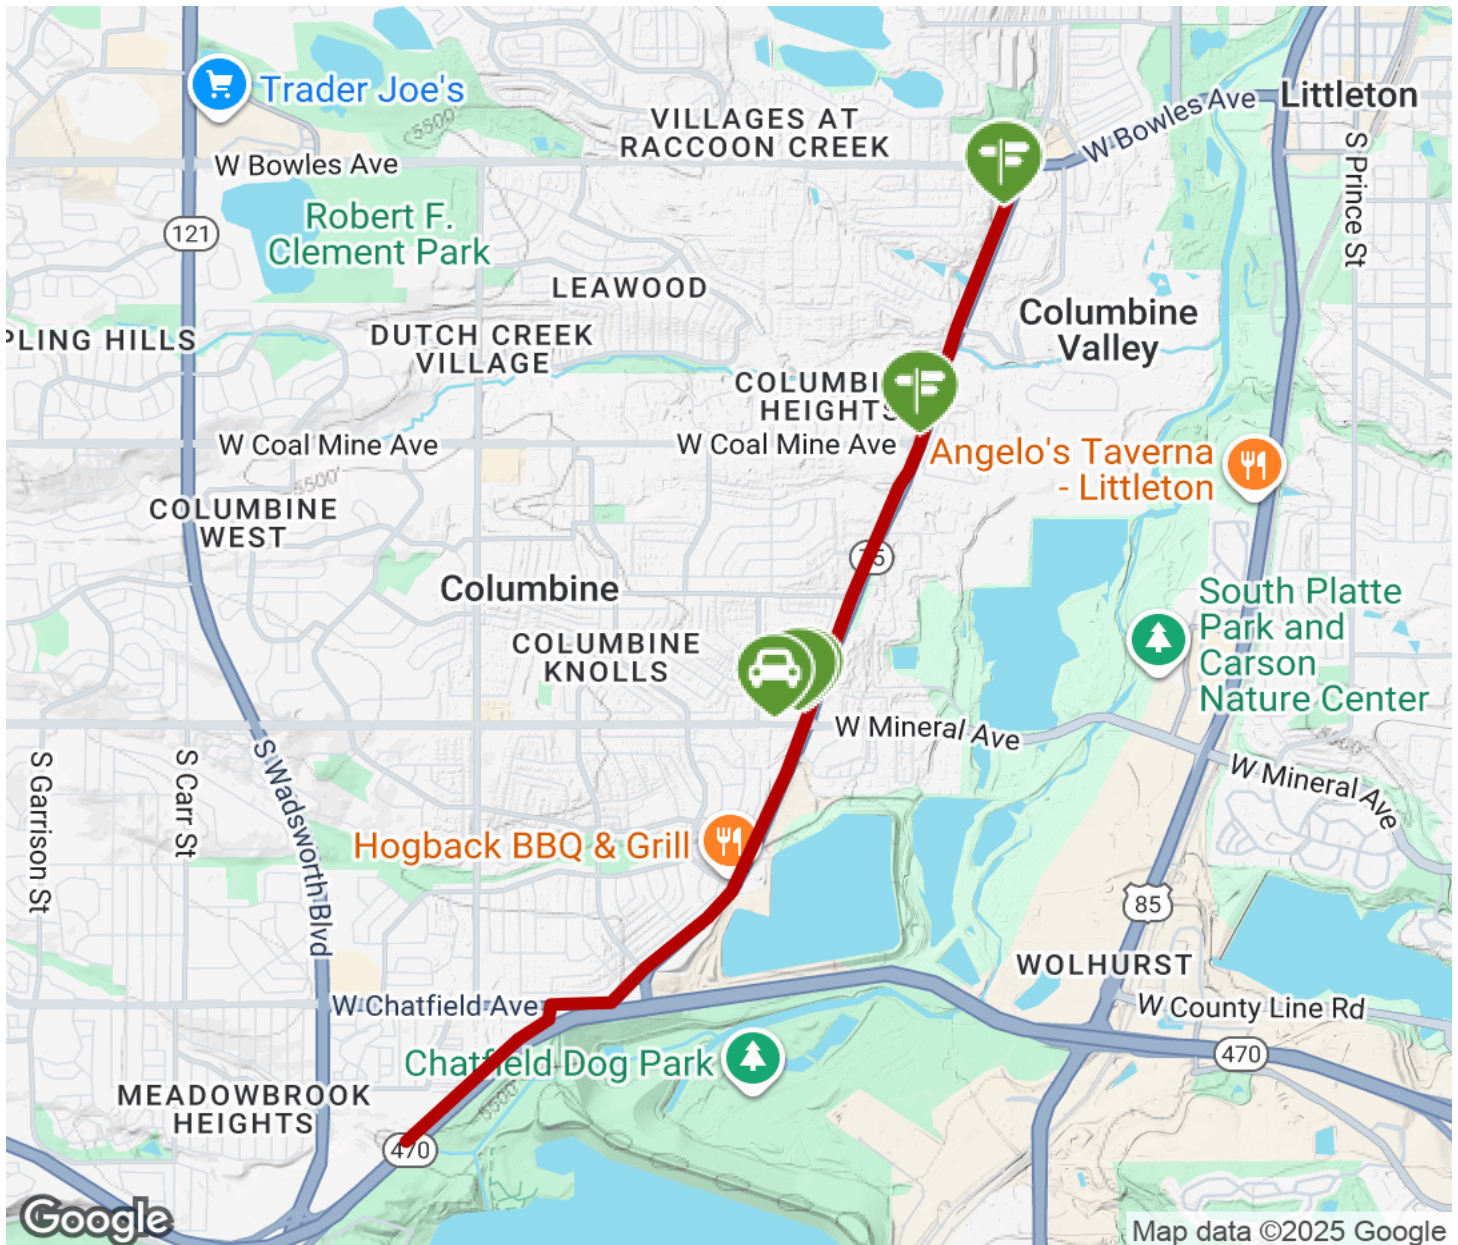 Trader Joe's
5500
VILLAGES AT
RACCOON CREEK
W Bowles Ave
Littleton
W Bowles Ave
S Prince St
121
Robert F.
Clement Park
LEAWOOD
Columbine
Valley
PLING HILLS
DUTCH CREEK
VILLAGE
COLUMBI
HEIGHTS
W Coal Mine Ave
W Coal Mine Ave
Angelo's Taverna
- Littleton
5500'
COLUMBINE
WEST
75
Columbine
South Platte
Park and
Carson
Nature Center
COLUMBINE
KNOLLS
W Mineral Ave
W Mineral Ave
S Garrison St
S Carr St
S Wadsworth Blvd
Hogback BBQ & Grill
85
WOLHURST
W Chatfield Ave
W County Line Rd
470
Chatfield Dog Park
5500'
MEADOWBROOK
HEIGHTS
470
Google
Map data ©2025 Google